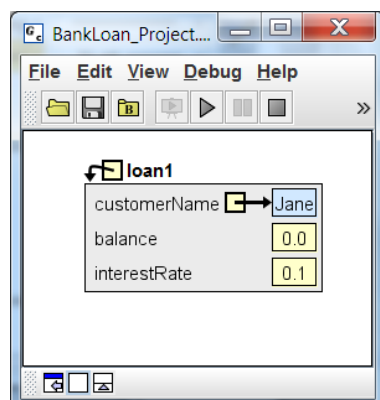 BankLoan_Project....
File Edit View Debug Help
B »
loan1
customerName Jane
balance 0.0
interestRate 0.1